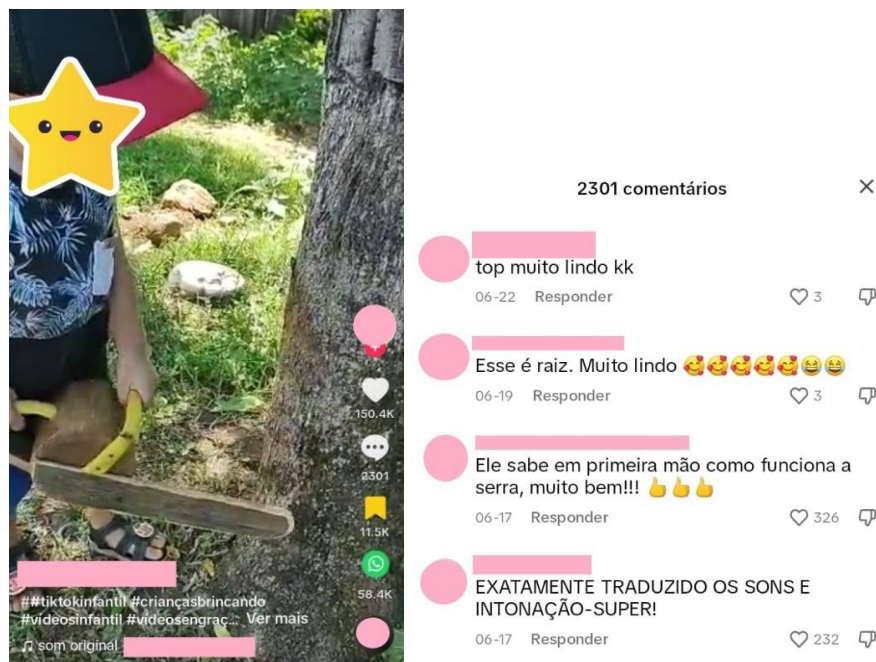 150.4K
2301
11.5K
58.4K
##tiktokinfantil #criançasbrincando
#vídeosinfantil #vídeosengraç... Ver mais
som original
2301 comentários
top muito lindo kk
06-22 Responder 3
Esse é raiz. Muito lindo 🥰🥰🥰🥰🥰😂😂
06-19 Responder 3
Ele sabe em primeira mão como funciona a
serra, muito bem!!! 👍👍👍
06-17 Responder 326
EXATAMENTE TRADUZIDO OS SONS E
INTONAÇÃO-SUPER!
06-17 Responder 232